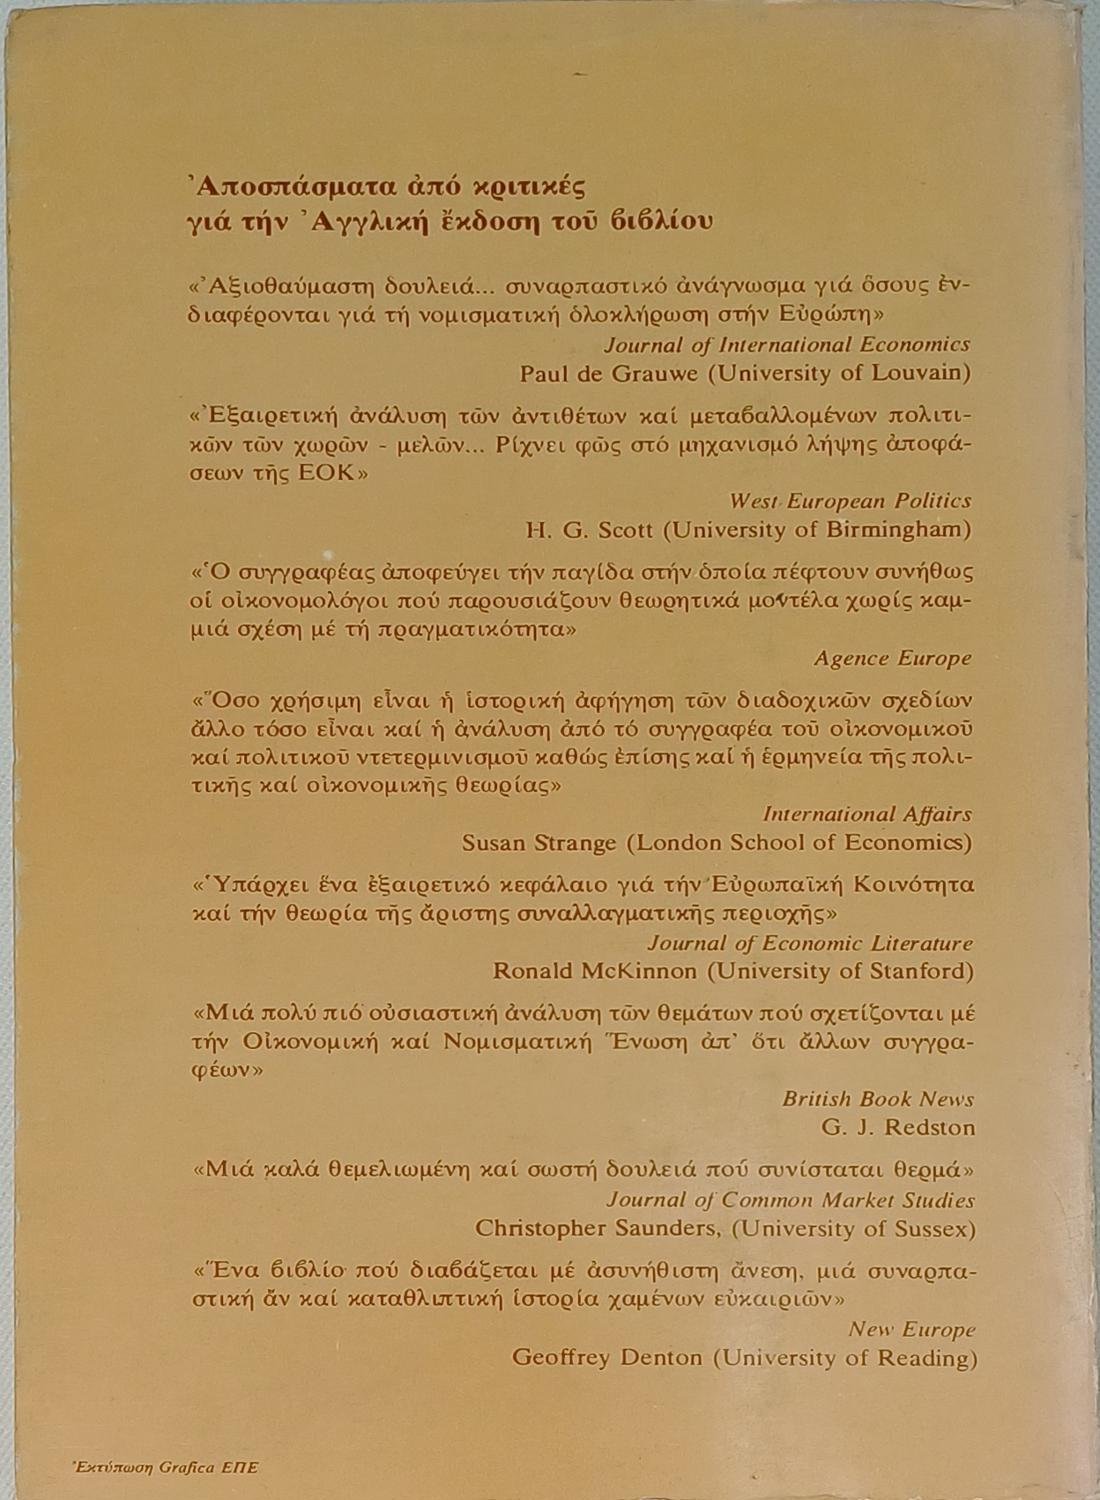 Ἀποσπάσματα ἀπό κριτικές
γιά τήν Ἀγγλική ἔκδοση τοῦ βιβλίου
«Ἀξιοθαύμαστη δουλειά... συναρπαστικό ἀνάγνωσμα γιά ὅσους ἐν-
διαφέρονται γιά τή νομισματική ὁλοκλήρωση στήν Εὐρώπη»
Journal of International Economics
Paul de Grauwe (University of Louvain)
«Ἐξαιρετική ἀνάλυση τῶν ἀντιθέτων καί μεταβαλλομένων πολιτι-
κῶν τῶν χωρῶν - μελῶν... Ρίχνει φῶς στό μηχανισμό λήψης ἀποφά-
σεων τῆς ΕΟΚ»
West European Politics
H. G. Scott (University of Birmingham)
«Ὁ συγγραφέας ἀποφεύγει τήν παγίδα στήν ὁποία πέφτουν συνήθως
οἱ οἰκονομολόγοι πού παρουσιάζουν θεωρητικά μοντέλα χωρίς καμ-
μιά σχέση μέ τή πραγματικότητα»
Agence Europe
«Ὅσο χρήσιμη εἶναι ἡ ἱστορική ἀφήγηση τῶν διαδοχικῶν σχεδίων
ἄλλο τόσο εἶναι καί ἡ ἀνάλυση ἀπό τό συγγραφέα τοῦ οἰκονομικοῦ
καί πολιτικοῦ ντετερμινισμοῦ καθώς ἐπίσης καί ἡ ἑρμηνεία τῆς πολι-
τικῆς καί οἰκονομικῆς θεωρίας»
International Affairs
Susan Strange (London School of Economics)
«Ὑπάρχει ἕνα ἐξαιρετικό κεφάλαιο γιά τήν Εὐρωπαϊκή Κοινότητα
καί τήν θεωρία τῆς ἄριστης συναλλαγματικῆς περιοχῆς»
Journal of Economic Literature
Ronald McKinnon (University of Stanford)
«Μιά πολύ πιό οὐσιαστική ἀνάλυση τῶν θεμάτων πού σχετίζονται μέ
τήν Οἰκονομική καί Νομισματική Ἕνωση ἀπ' ὅτι ἄλλων συγγρα-
φέων»
British Book News
G. J. Redston
«Μιά καλά θεμελιωμένη καί σωστή δουλειά πού συνίσταται θερμά»
Journal of Common Market Studies
Christopher Saunders, (University of Sussex)
«Ἕνα βιβλίο πού διαβάζεται μέ ἀσυνήθιστη ἄνεση, μιά συναρπα-
στική ἄν καί καταθλιπτική ἱστορία χαμένων εὐκαιριῶν»
New Europe
Geoffrey Denton (University of Reading)
Ἐκτύπωση Grafica ΕΠΕ